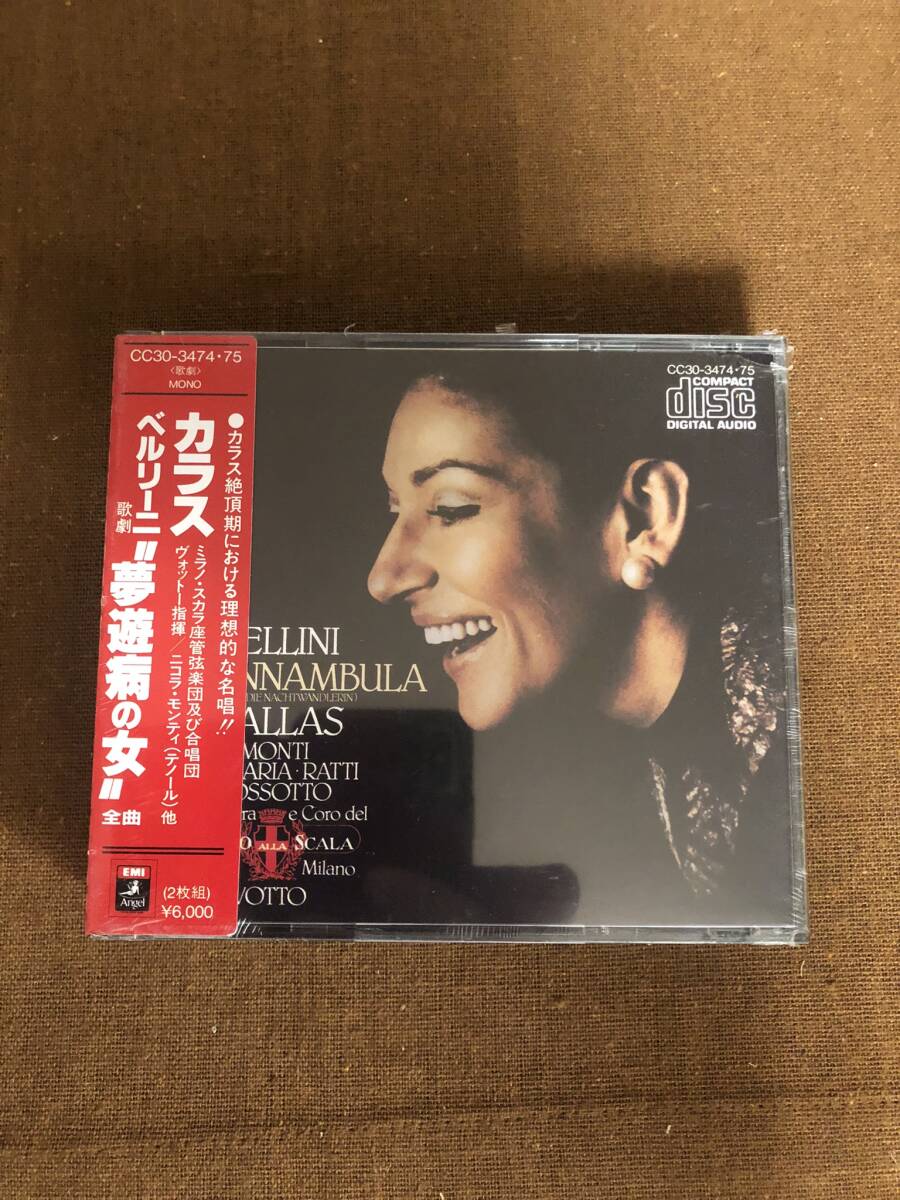 CC30-3474・75
〈歌劇〉
MONO
●カラス絶頂期における理想的な名唱!!
カラス
ベルリーニ
歌劇
"夢遊病の女"
全曲
ミラノ・スカラ座管弦楽団及び合唱団
ヴォットー指揮/ニコラ・モンティ(テノール)他
EMI
Angel
(2枚組)
¥6,000
CC30-3474・75
COMPACT
disc
DIGITAL AUDIO
ELLINI
NNAMBULA
(DIE NACHTWANDLERIN)
ALLAS
MONTI
ARIA・RATTI
OSSOTTO
ra e Coro del
O ALLA SCALA
Milano
VOTTO